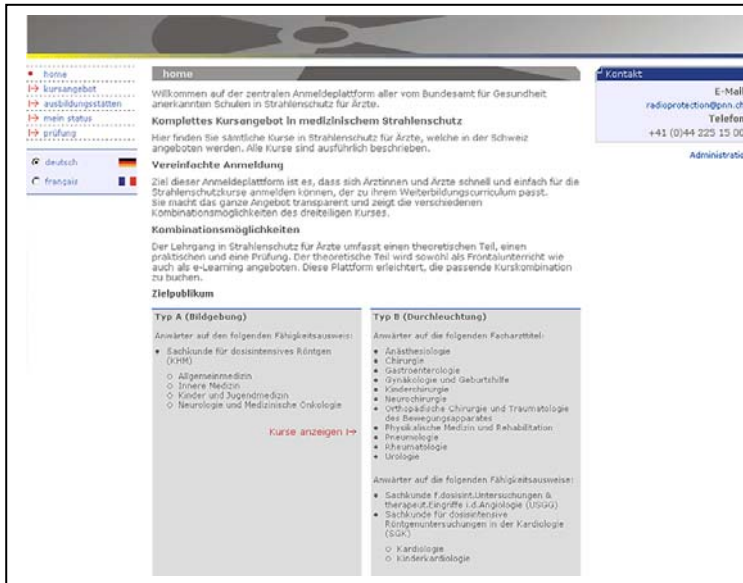 home
kursangebot
ausbildungsstätten
mein status
prüfung
deutsch
français
home
Willkommen auf der zentralen Anmeldeplattform aller vom Bundesamt für Gesundheit
anerkannten Schulen in Strahlenschutz für Ärzte.
Komplettes Kursangebot in medizinischem Strahlenschutz
Hier finden Sie sämtliche Kurse in Strahlenschutz für Ärzte, welche in der Schweiz
angeboten werden. Alle Kurse sind ausführlich beschrieben.
Vereinfachte Anmeldung
Ziel dieser Anmeldeplattform ist es, dass sich Ärztinnen und Ärzte schnell und einfach für die
Strahlenschutzkurse anmelden können, der zu ihrem Weiterbildungscurriculum passt.
Sie macht das ganze Angebot transparent und zeigt die verschiedenen
Kombinationsmöglichkeiten des dreiteiligen Kurses.
Kombinationsmöglichkeiten
Der Lehrgang in Strahlenschutz für Ärzte umfasst einen theoretischen Teil, einen
praktischen und eine Prüfung. Der theoretische Teil wird sowohl als Frontalunterricht wie
auch als e-Learning angeboten. Diese Plattform erleichtert, die passende Kurskombination
zu buchen.
Zielpublikum
Typ A (Bildgebung)
Anwärter auf den folgenden Fähigkeitsausweis:
Sachkunde für dosisintensives Röntgen
(KHM)
Allgemeinmedizin
Innere Medizin
Kinder und Jugendmedizin
Neurologie und Medizinische Onkologie
Kurse anzeigen
Typ B (Durchleuchtung)
Anwärter auf die folgenden Facharzttitel:
Anästhesiologie
Chirurgie
Gastroenterologie
Gynäkologie und Geburtshilfe
Kinderchirurgie
Neurochirurgie
Orthopädische Chirurgie und Traumatologie
des Bewegungsapparates
Physikalische Medizin und Rehabilitation
Pneumologie
Rheumatologie
Urologie
Anwärter auf die folgenden Fähigkeitsausweise:
Sachkunde f.dosisint.Untersuchungen &
therapeut.Eingriffe i.d.Angiologie (USGG)
Sachkunde für dosisintensive
Röntgenuntersuchungen in der Kardiologie
(SGK)
Kardiologie
Kinderkardiologie
Kontakt
E-Mail
radioprotection@pnn.ch
Telefon
+41 (0)44 225 15 00
Administratio